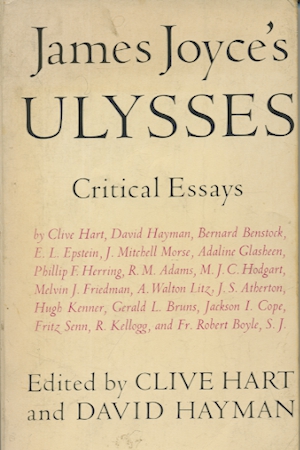 James Joyce's
ULYSSES
Critical Essays
by Clive Hart, David Hayman, Bernard Benstock,
E. L. Epstein, J. Mitchell Morse, Adaline Glasheen,
Phillip F. Herring, R. M. Adams, M. J. C. Hodgart,
Melvin J. Friedman, A. Walton Litz, J. S. Atherton,
Hugh Kenner, Gerald L. Bruns, Jackson I. Cope,
Fritz Senn, R. Kellogg, and Fr. Robert Boyle, S. J.
Edited by CLIVE HART
and DAVID HAYMAN